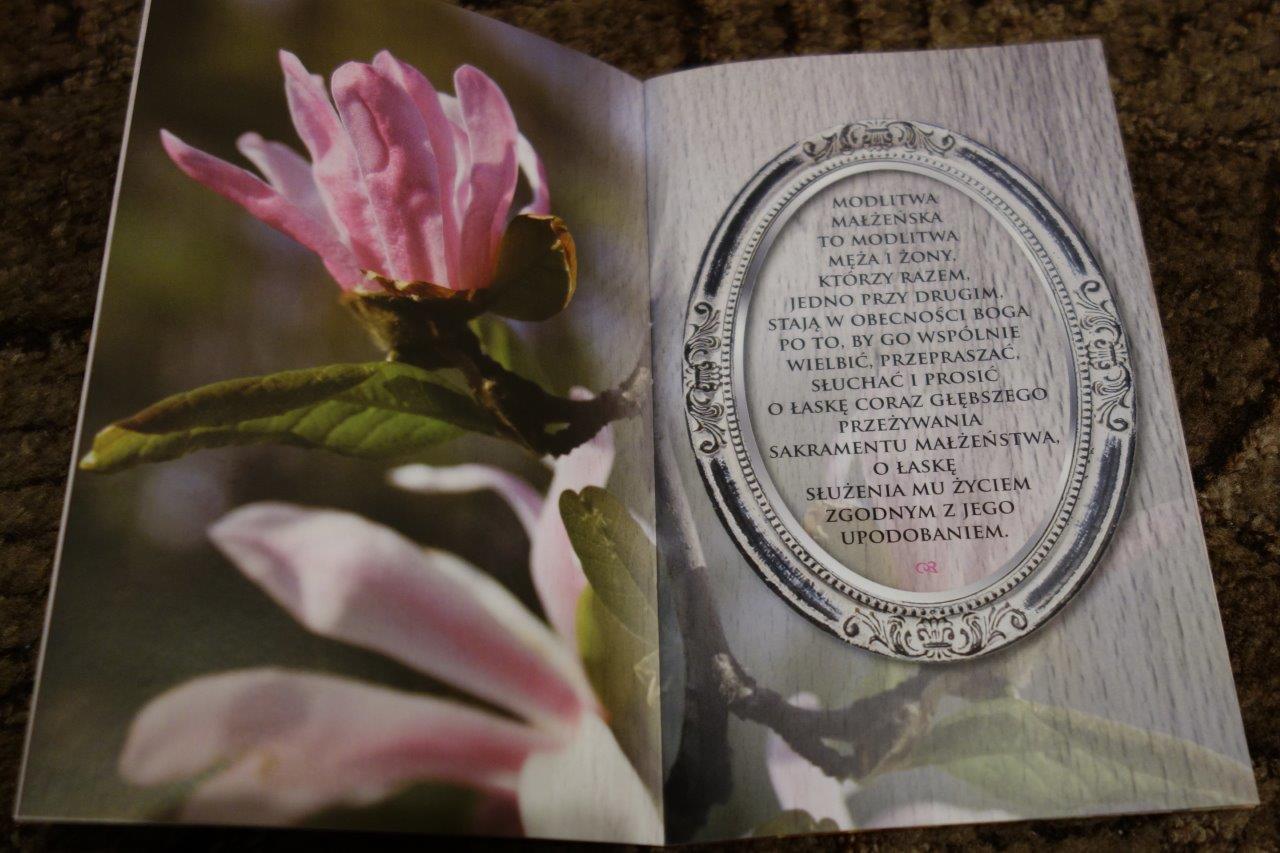 MODLITWA
MAŁŻEŃSKA
TO MODLITWA
MĘŻA I ŻONY,
KTÓRZY RAZEM,
JEDNO PRZY DRUGIM,
STAJĄ W OBECNOŚCI BOGA
PO TO, BY GO WSPÓLNIE
WIELBIĆ, PRZEPRASZAĆ,
SŁUCHAĆ I PROSIĆ
O ŁASKĘ CORAZ GŁĘBSZEGO
PRZEŻYWANIA
SAKRAMENTU MAŁŻEŃSTWA,
O ŁASKĘ
SŁUŻENIA MU ŻYCIEM
ZGODNYM Z JEGO
UPODOBANIEM.